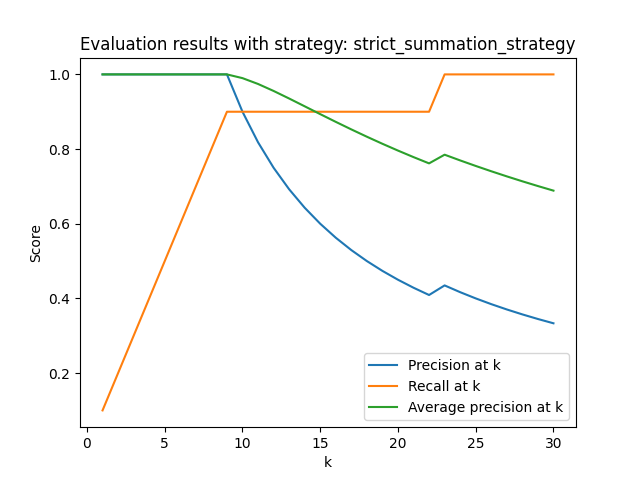 Evaluation results with strategy: strict_summation_strategy
1.0
0.8
0.6
0.4
0.2
Score
0
5
10
15
20
25
30
k
Precision at k
Recall at k
Average precision at k